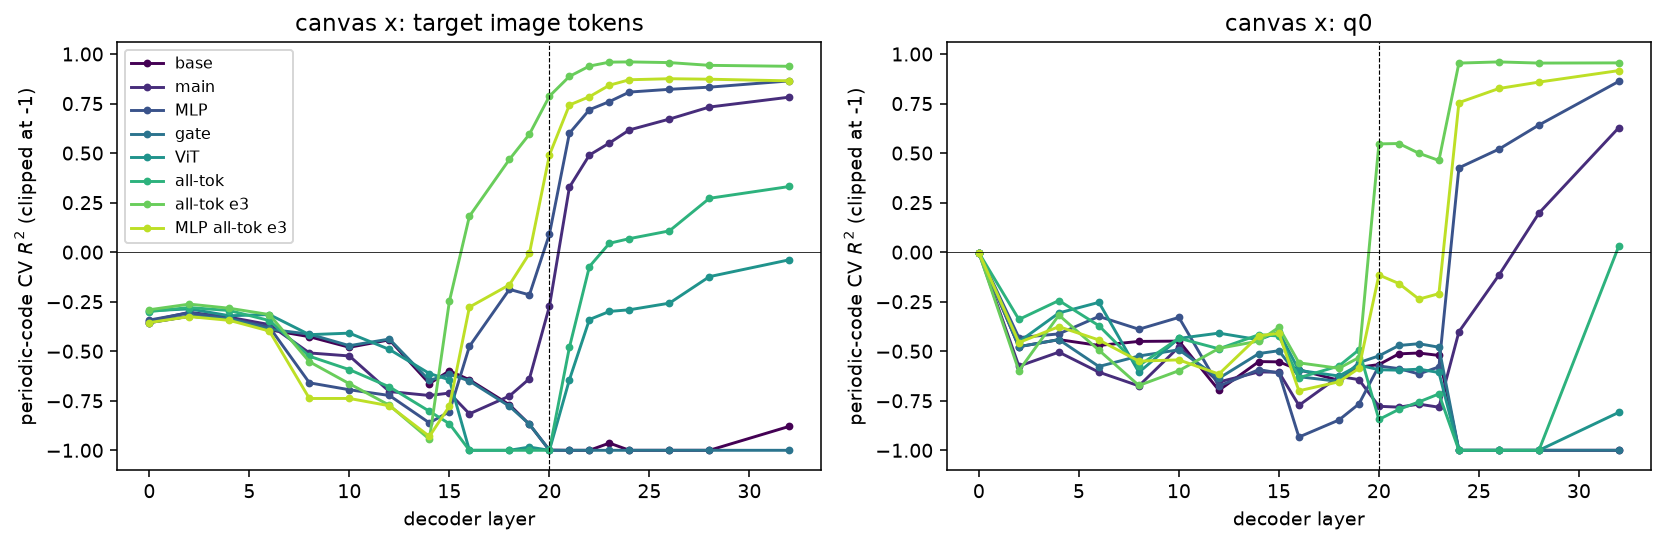 canvas x: target image tokens
periodic-code CV R² (clipped at -1)
1.00
0.75
0.50
0.25
0.00
−0.25
−0.50
−0.75
−1.00
base
main
MLP
gate
ViT
all-tok
all-tok e3
MLP all-tok e3
0 5 10 15 20 25 30
decoder layer
canvas x: q0
periodic-code CV R² (clipped at -1)
1.00
0.75
0.50
0.25
0.00
−0.25
−0.50
−0.75
−1.00
0 5 10 15 20 25 30
decoder layer